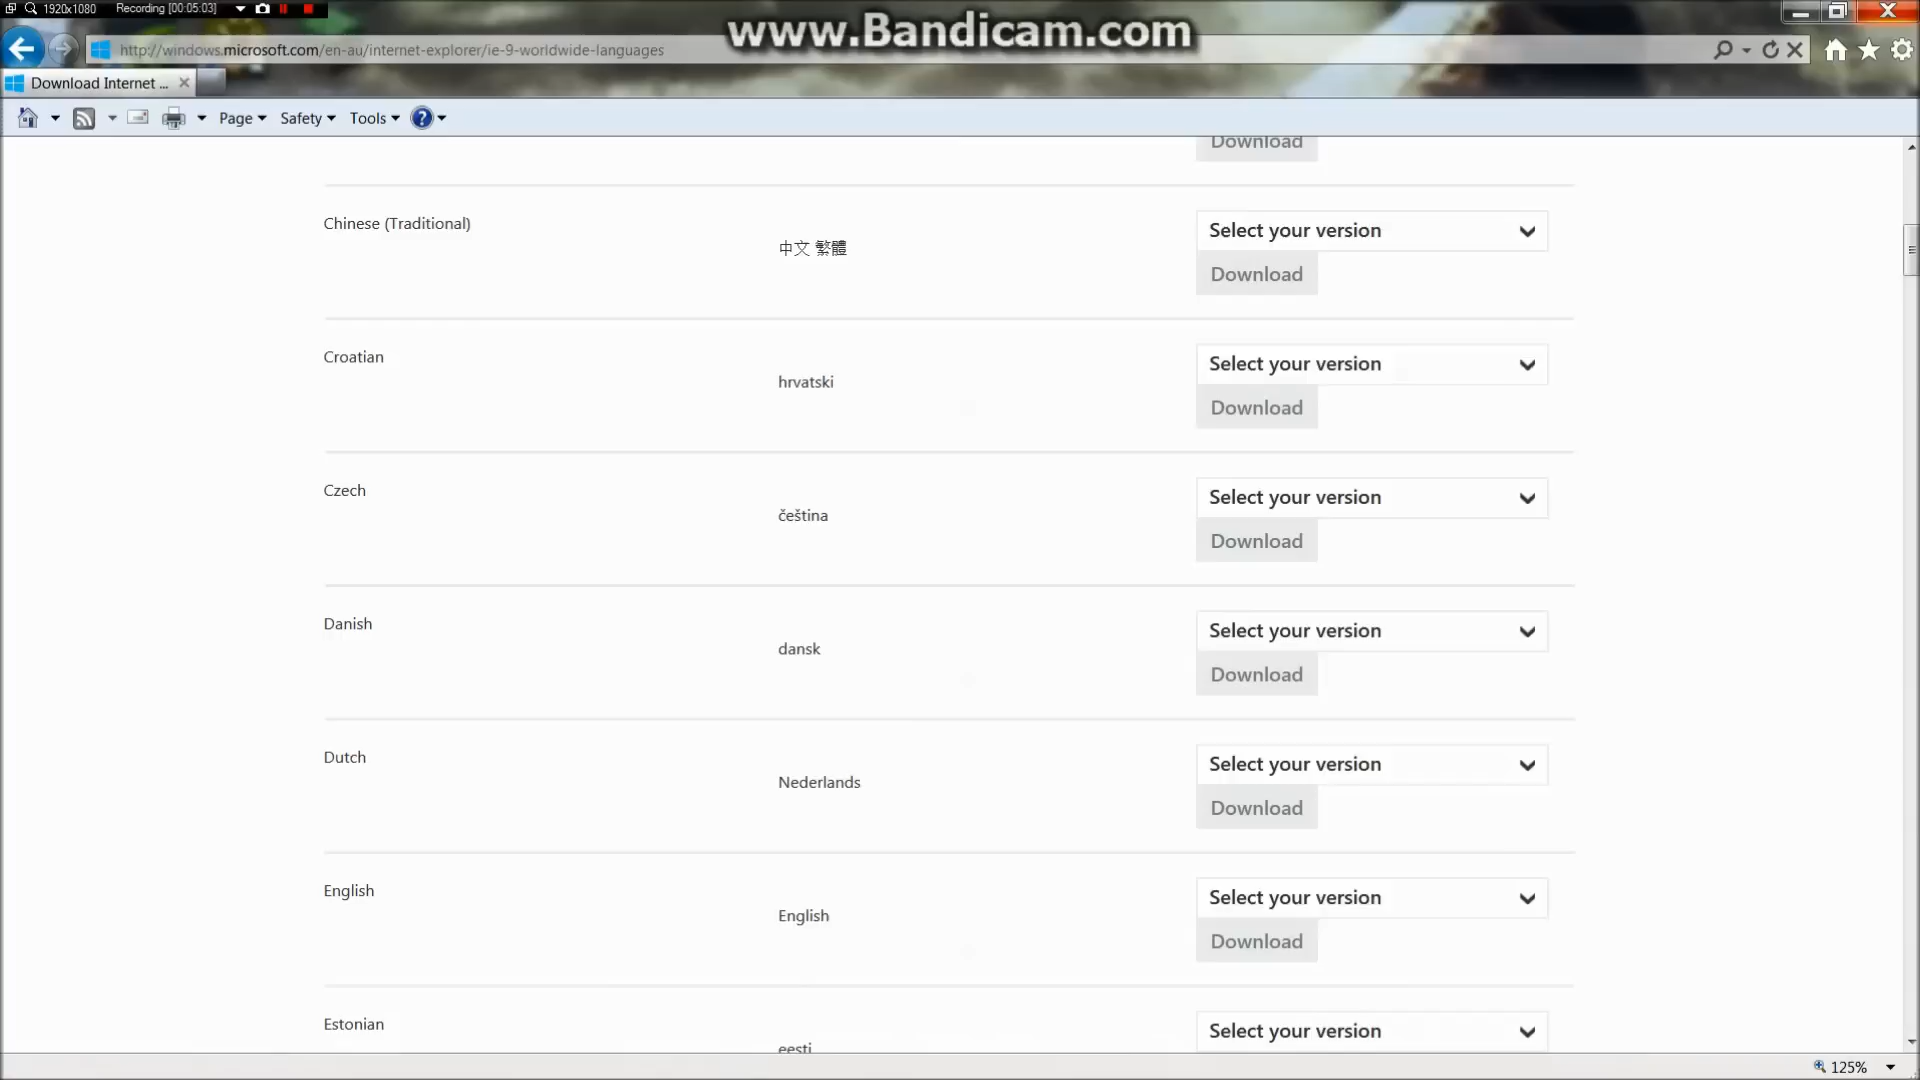 1920x1080 Recording [00:05:03]
www.Bandicam.com
http://windows.microsoft.com/en-au/internet-explorer/ie-9-worldwide-languages
Download Internet ...
Page Safety Tools
Download
Chinese (Traditional)
中文 繁體
Select your version
Download
Croatian
hrvatski
Select your version
Download
Czech
čeština
Select your version
Download
Danish
dansk
Select your version
Download
Dutch
Nederlands
Select your version
Download
English
English
Select your version
Download
Estonian
eesti
Select your version
125%